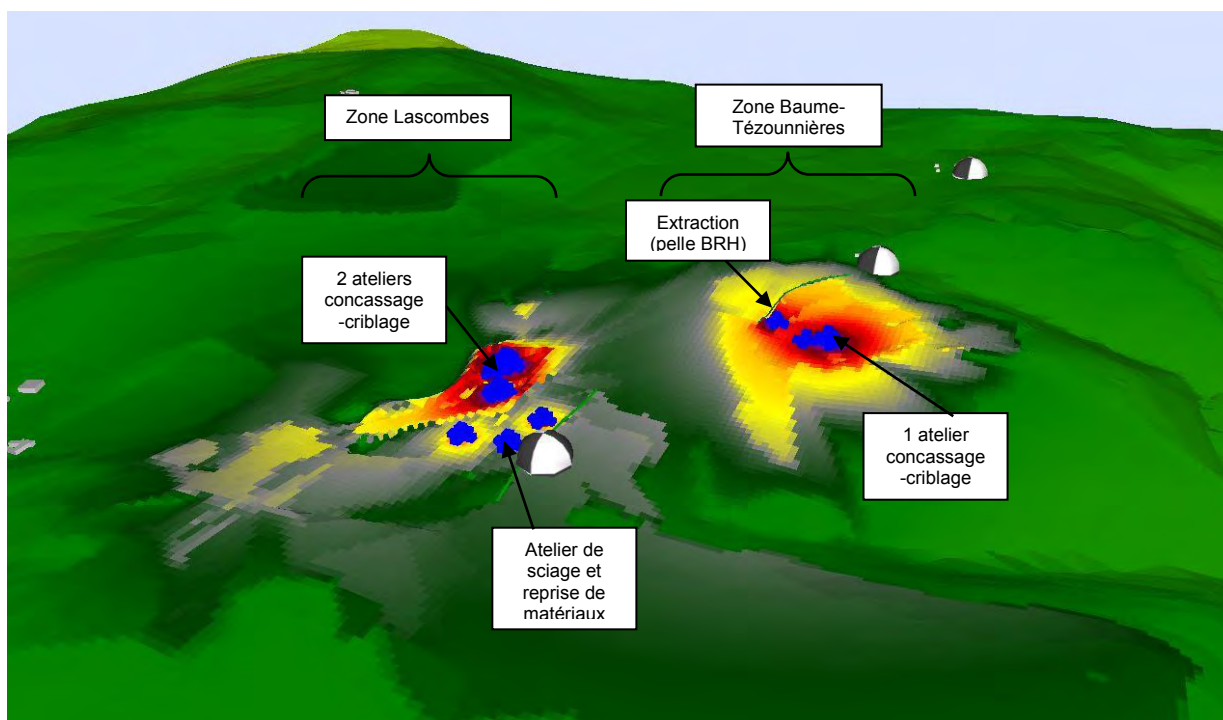 Zone Lascombes
Zone Baume-
Tézounnières
Extraction
(pelle BRH)
2 ateliers
concassage
-criblage
1 atelier
concassage
-criblage
Atelier de
sciage et
reprise de
matériaux